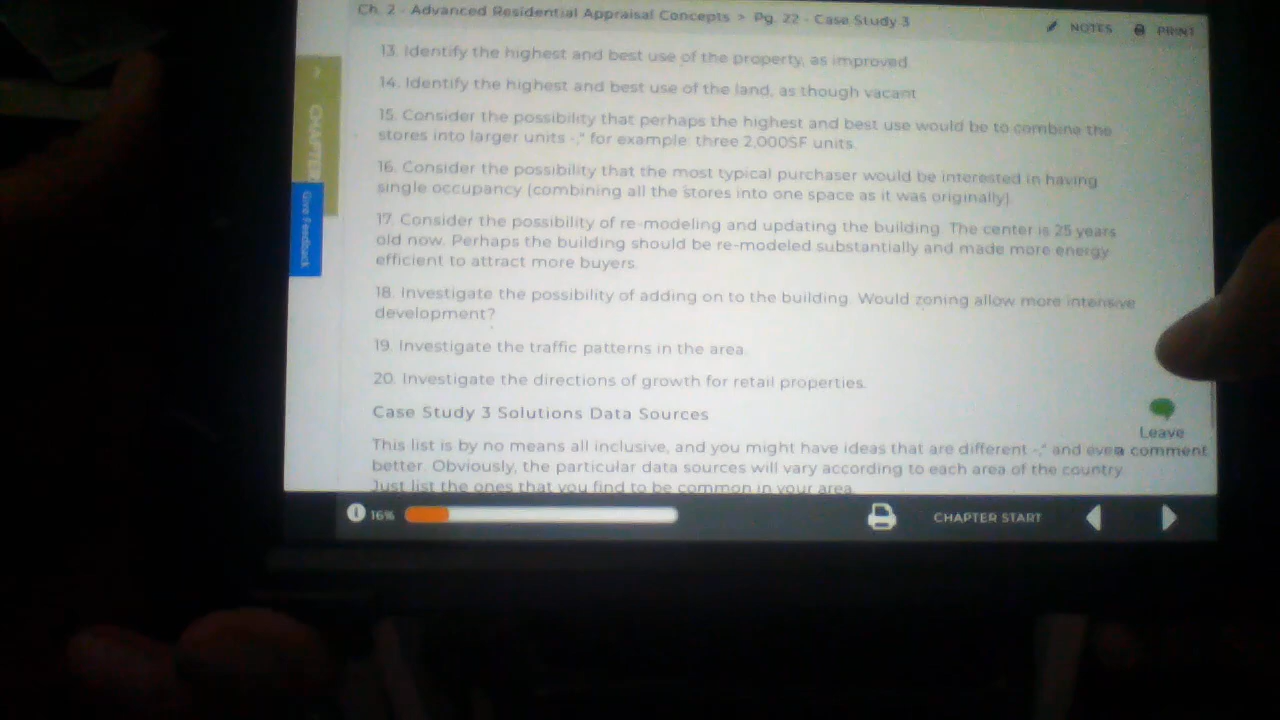 Ch. 2 - Advanced Residential Appraisal Concepts > Pg. 22 - Case Study 3
NOTES
PRINT
13. Identify the highest and best use of the property, as improved.
14. Identify the highest and best use of the land, as though vacant.
15. Consider the possibility that perhaps the highest and best use would be to combine the
stores into larger units -," for example: three 2,000SF units.
16. Consider the possibility that the most typical purchaser would be interested in having
single occupancy (combining all the stores into one space as it was originally).
17. Consider the possibility of re-modeling and updating the building. The center is 25 years
old now. Perhaps the building should be re-modeled substantially and made more energy
efficient to attract more buyers.
18. Investigate the possibility of adding on to the building. Would zoning allow more intensive
development?
19. Investigate the traffic patterns in the area.
20. Investigate the directions of growth for retail properties.
Case Study 3 Solutions Data Sources
This list is by no means all inclusive, and you might have ideas that are different -," and even
better. Obviously, the particular data sources will vary according to each area of the country.
Just list the ones that you find to be common in your area.
CHAPTER
Give Feedback
Leave
a comment
16%
CHAPTER START